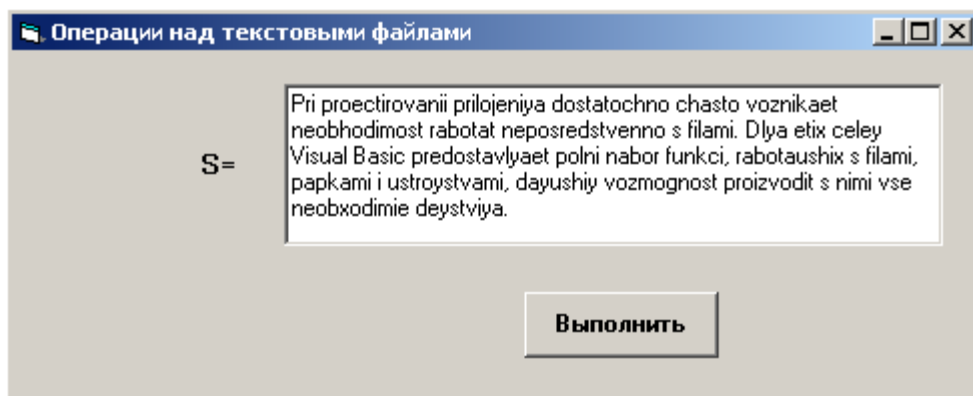 Операции над текстовыми файлами
Pri proectirovanii prilojeniya dostatochno chasto voznikaet
neobhodimost rabotat neposredstvenno s filami. Dlya etix celey
S=
Visual Basic predostavlyaet polni nabor funkci, rabotaushix s filami,
papkami i ustroystvami, dayushiy vozmognost proizvodit s nimi vse
neobxodimie deystviya.
Выполнить